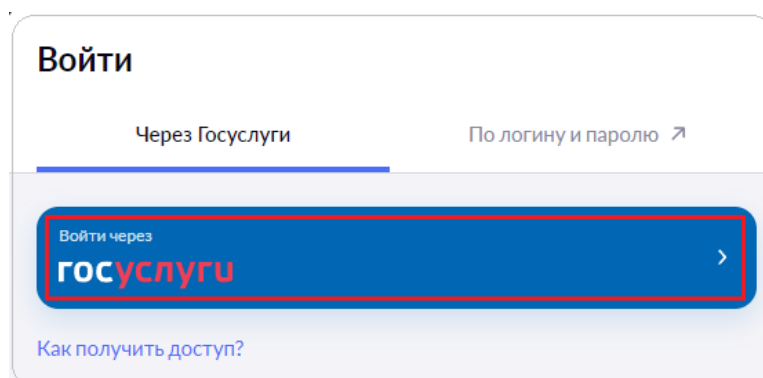 Войти
Через Госуслуги
По логину и паролю
Войти через
госуслуги
Как получить доступ?